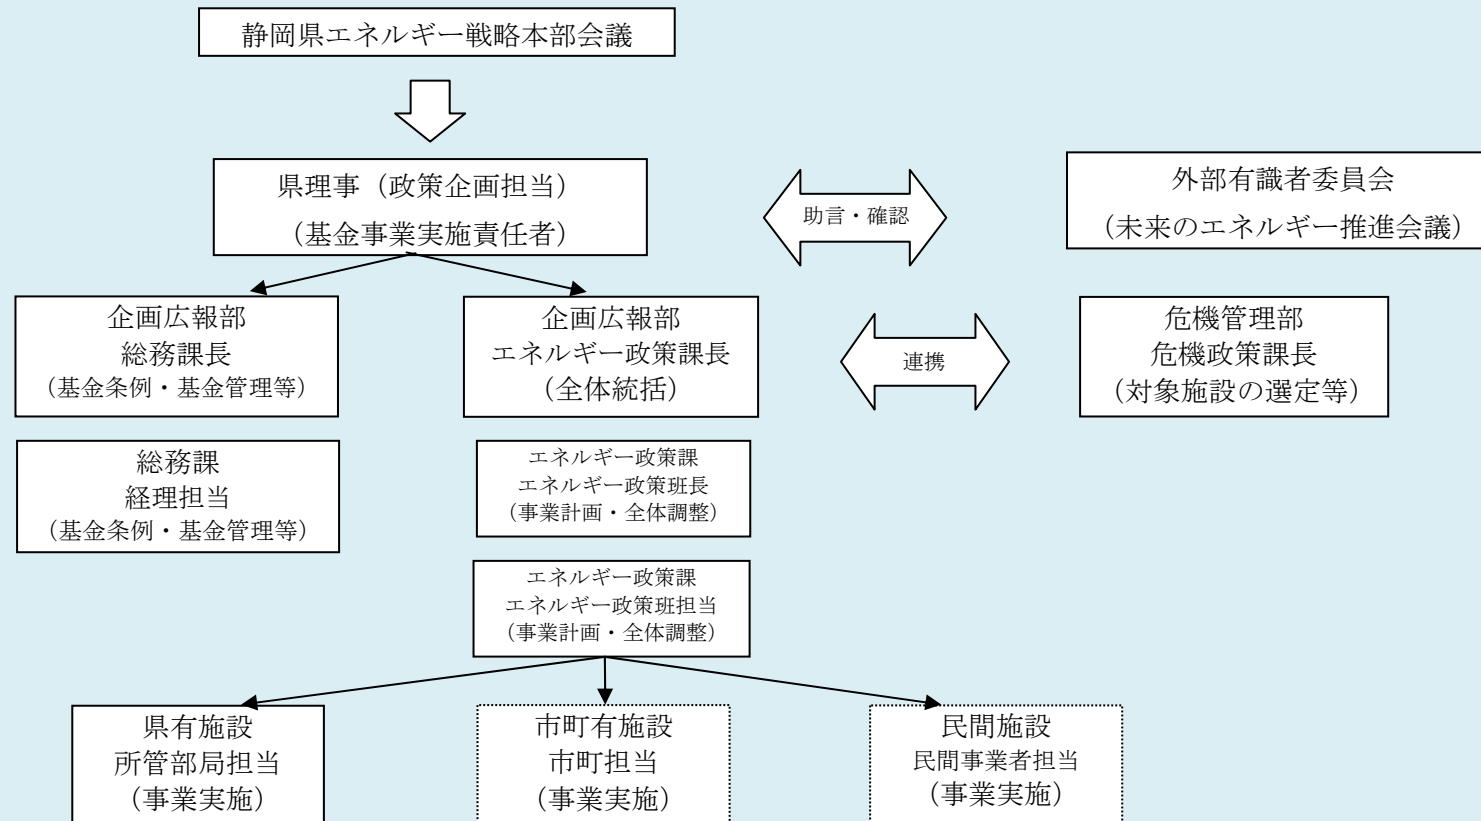 静岡県エネルギー戦略本部会議
県理事（政策企画担当）
（基金事業実施責任者）
助言・確認
外部有識者委員会
（未来のエネルギー推進会議）
企画広報部
総務課長
（基金条例・基金管理等）
企画広報部
エネルギー政策課長
（全体統括）
連携
危機管理部
危機政策課長
（対象施設の選定等）
総務課
経理担当
（基金条例・基金管理等）
エネルギー政策課
エネルギー政策班長
（事業計画・全体調整）
エネルギー政策課
エネルギー政策班担当
（事業計画・全体調整）
県有施設
所管部局担当
（事業実施）
市町有施設
市町担当
（事業実施）
民間施設
民間事業者担当
（事業実施）